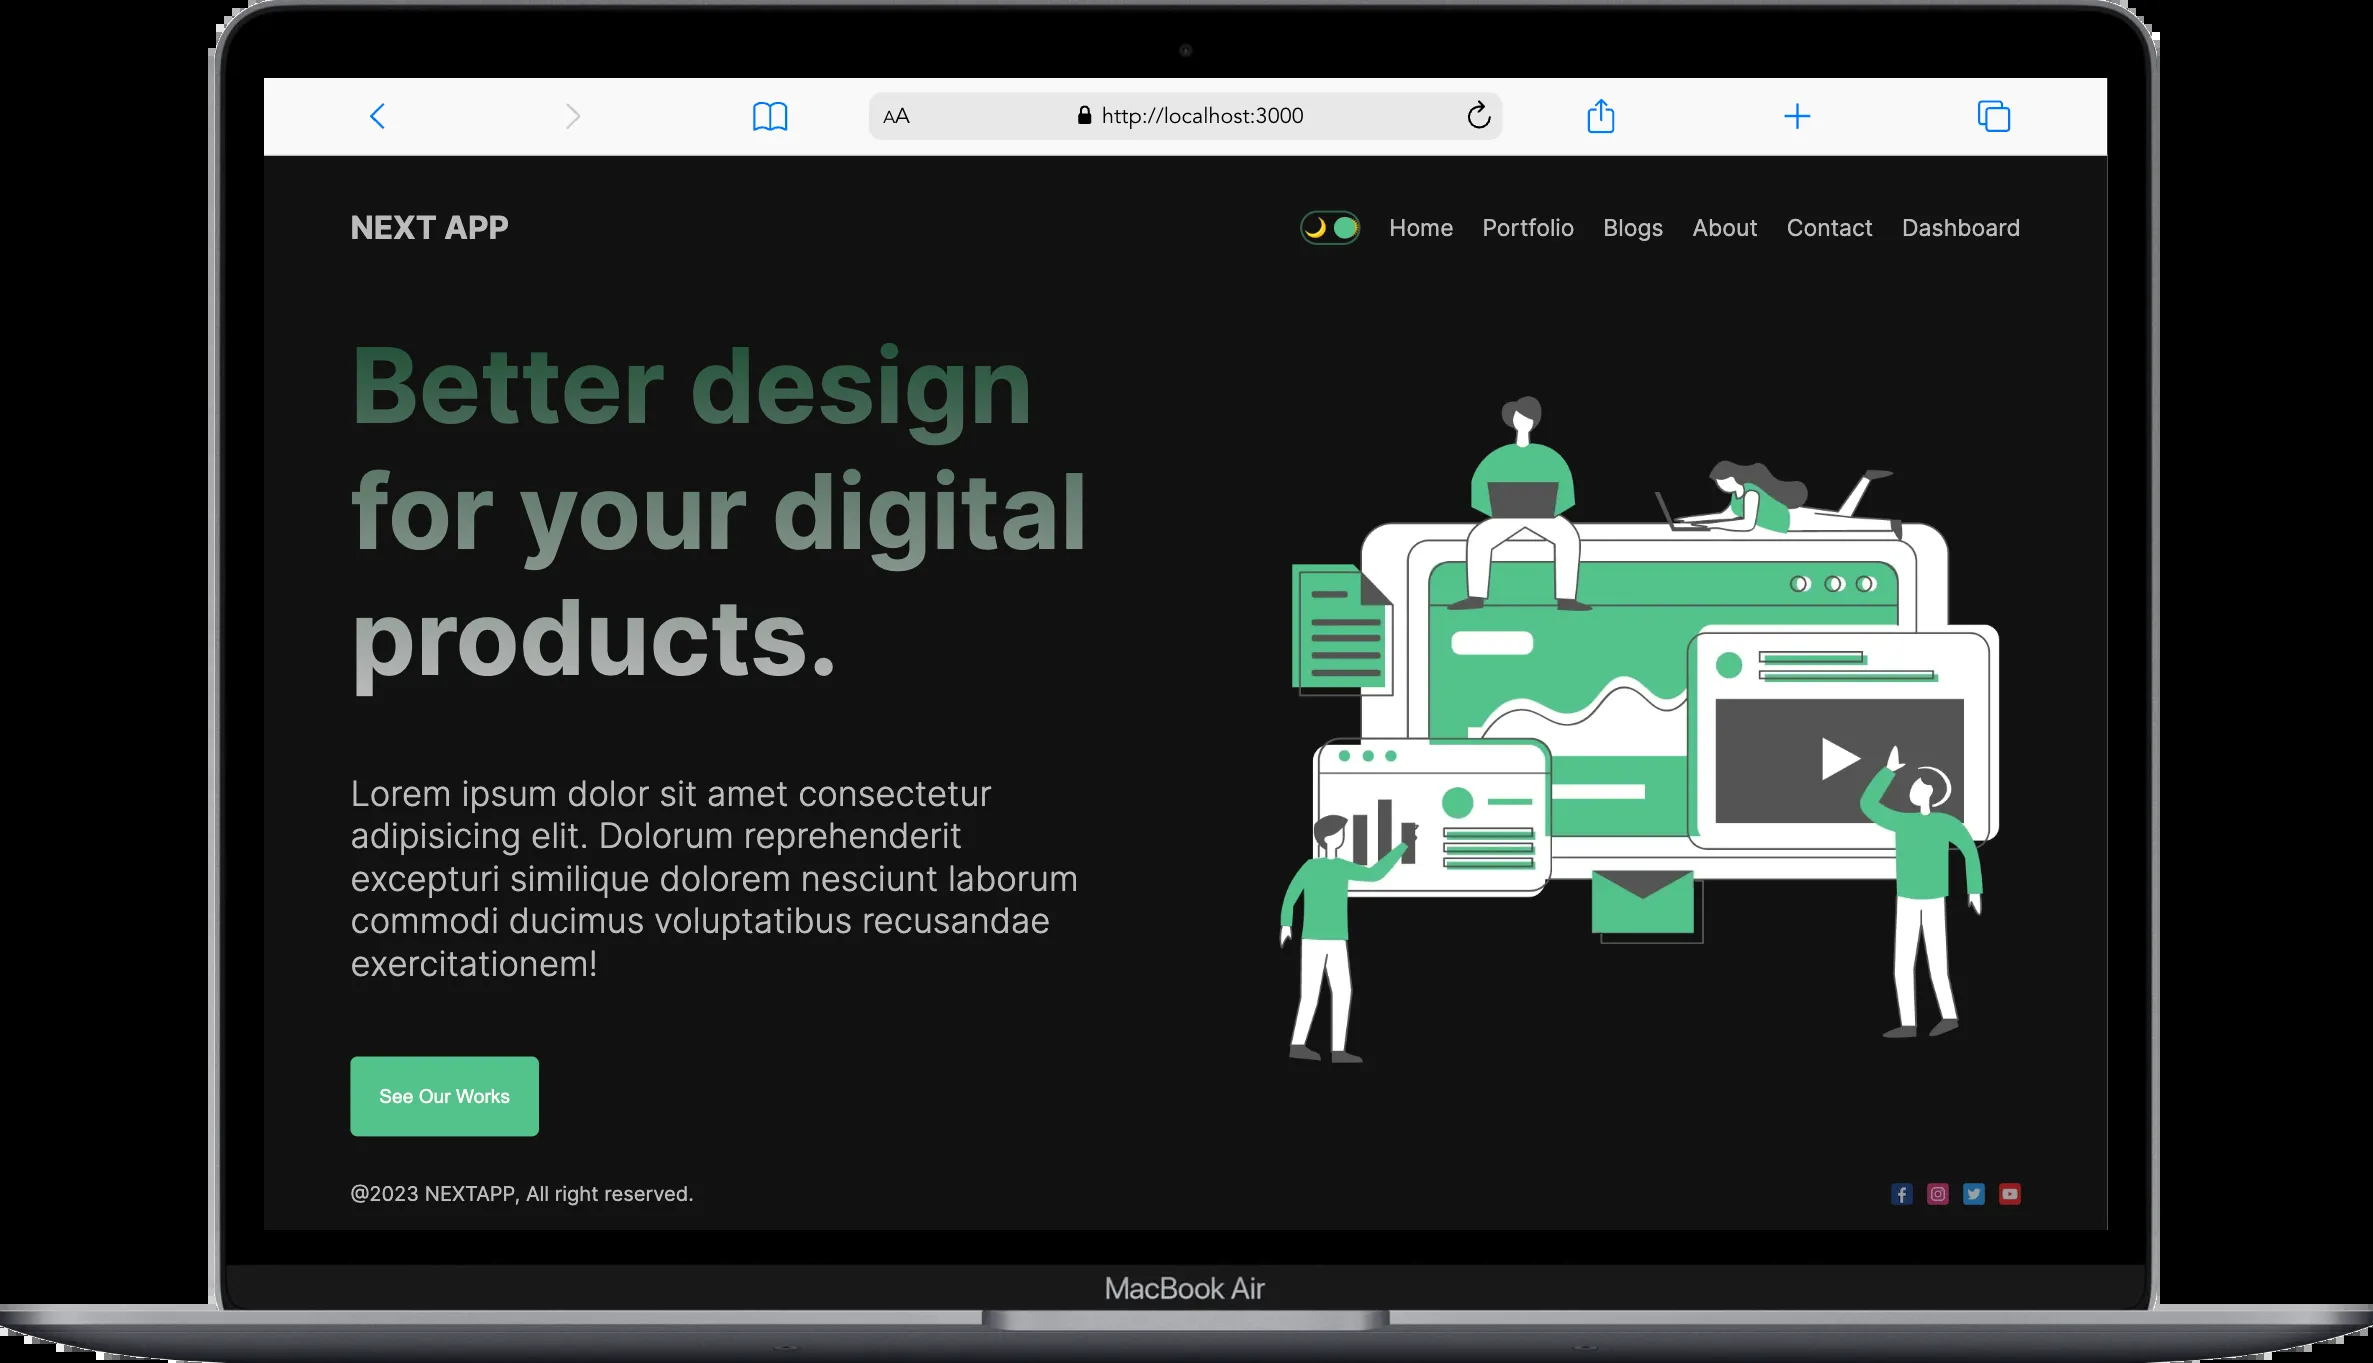 AA http://localhost:3000
NEXT APP
Home Portfolio Blogs About Contact Dashboard
Better design
for your digital
products.
Lorem ipsum dolor sit amet consectetur
adipisicing elit. Dolorum reprehenderit
excepturi similique dolorem nesciunt laborum
commodi ducimus voluptatibus recusandae
exercitationem!
See Our Works
@2023 NEXTAPP, All right reserved.
MacBook Air